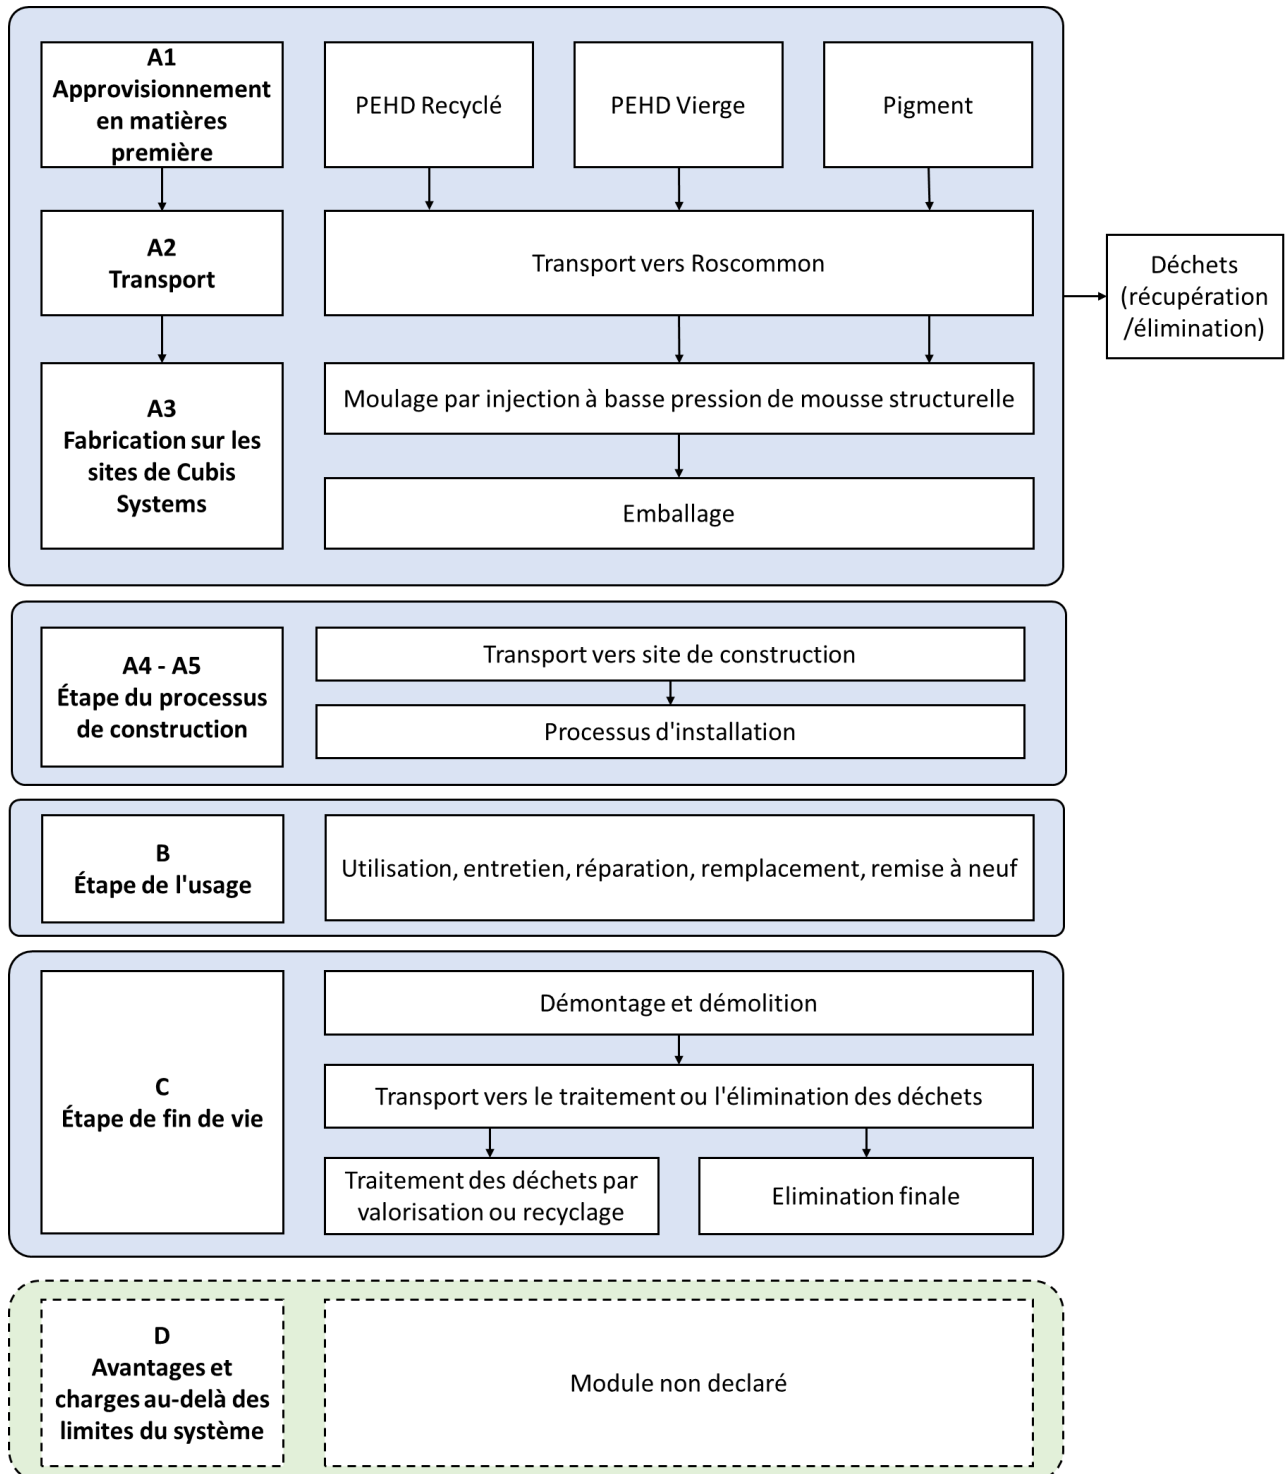 A1
Approvisionnement
en matières
première
PEHD Recyclé
PEHD Vierge
Pigment
A2
Transport
Transport vers Roscommon
Déchets
(récupération
/élimination)
A3
Fabrication sur les
sites de Cubis
Systems
Moulage par injection à basse pression de mousse structurelle
Emballage
A4 - A5
Étape du processus
de construction
Transport vers site de construction
Processus d'installation
B
Étape de l'usage
Utilisation, entretien, réparation, remplacement, remise à neuf
C
Étape de fin de vie
Démontage et démolition
Transport vers le traitement ou l'élimination des déchets
Traitement des déchets par
valorisation ou recyclage
Elimination finale
D
Avantages et
charges au-delà des
limites du système
Module non declaré